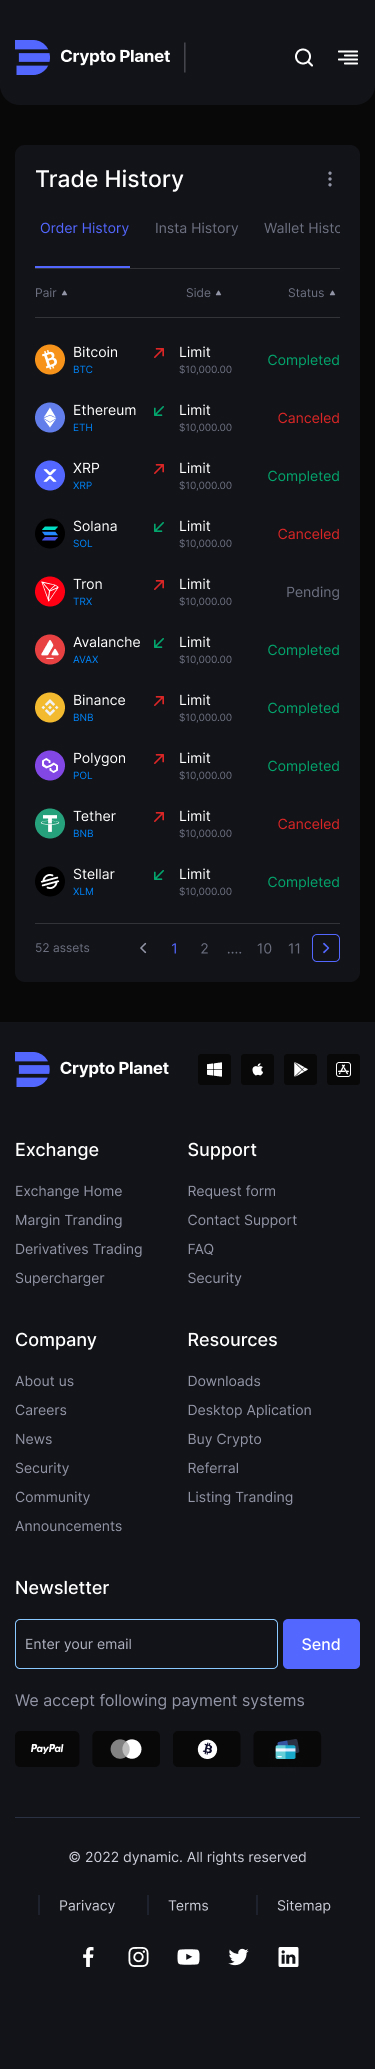 Crypto Planet
Trade History
Order History Insta History Wallet Histo
Pair Side Status
Bitcoin Limit
BTC $10,000.00 Completed
Ethereum Limit
ETH $10,000.00 Canceled
XRP Limit
XRP $10,000.00 Completed
Solana Limit
SOL $10,000.00 Canceled
Tron Limit
TRX $10,000.00 Pending
Avalanche Limit
AVAX $10,000.00 Completed
Binance Limit
BNB $10,000.00 Completed
Polygon Limit
POL $10,000.00 Completed
Tether Limit
BNB $10,000.00 Canceled
Stellar Limit
XLM $10,000.00 Completed
52 assets 1 2 .... 10 11
Crypto Planet
Exchange
Exchange Home
Margin Tranding
Derivatives Trading
Supercharger
Support
Request form
Contact Support
FAQ
Security
Company
About us
Careers
News
Security
Community
Announcements
Resources
Downloads
Desktop Aplication
Buy Crypto
Referral
Listing Tranding
Newsletter
Enter your email Send
We accept following payment systems
PayPal
© 2022 dynamic. All rights reserved
Parivacy Terms Sitemap